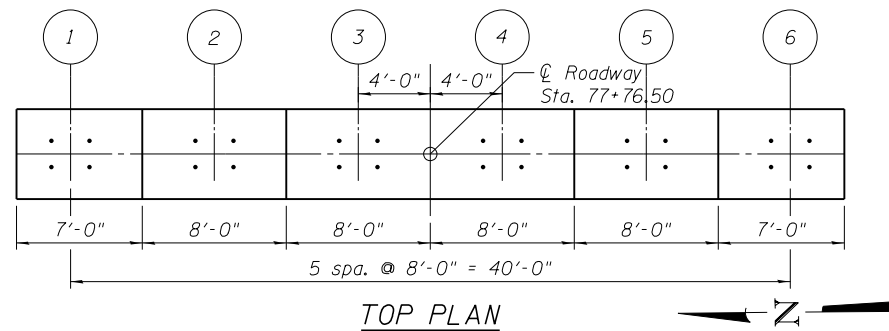 1 2 3 4 5 6
4'-0" 4'-0" ℄ Roadway
Sta. 77+76.50
7'-0" 8'-0" 8'-0" 8'-0" 8'-0" 7'-0"
5 spa. @ 8'-0" = 40'-0"
TOP PLAN
N